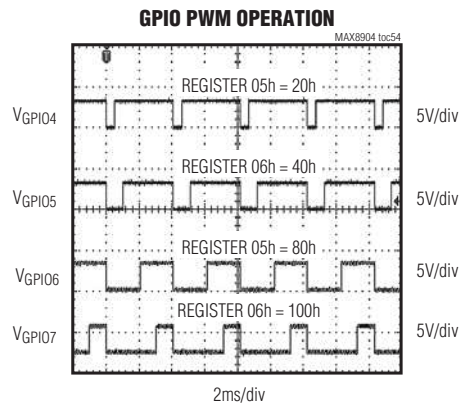 GPIO PWM OPERATION
MAX8904 toc54
REGISTER 05h = 20h
VGPIO4
5V/div
REGISTER 06h = 40h
VGPIO5
5V/div
REGISTER 05h = 80h
VGPIO6
5V/div
REGISTER 06h = 100h
VGPIO7
5V/div
2ms/div